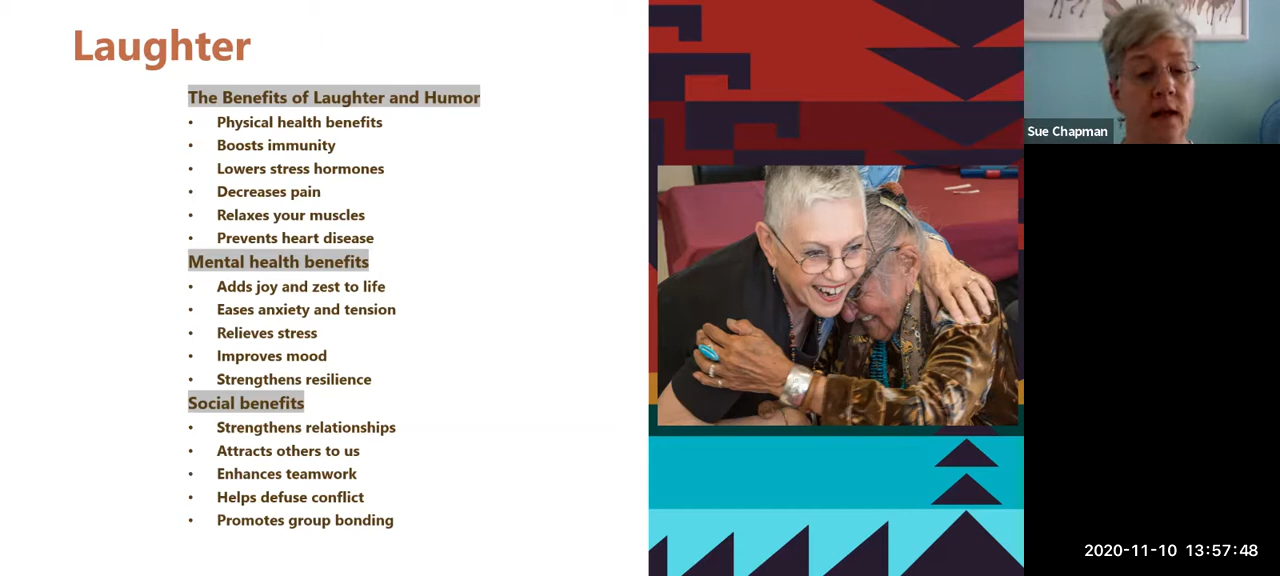 Laughter
The Benefits of Laughter and Humor
• Physical health benefits
• Boosts immunity
• Lowers stress hormones
• Decreases pain
• Relaxes your muscles
• Prevents heart disease
Mental health benefits
• Adds joy and zest to life
• Eases anxiety and tension
• Relieves stress
• Improves mood
• Strengthens resilience
Social benefits
• Strengthens relationships
• Attracts others to us
• Enhances teamwork
• Helps defuse conflict
• Promotes group bonding
Sue Chapman
2020-11-10 13:57:48